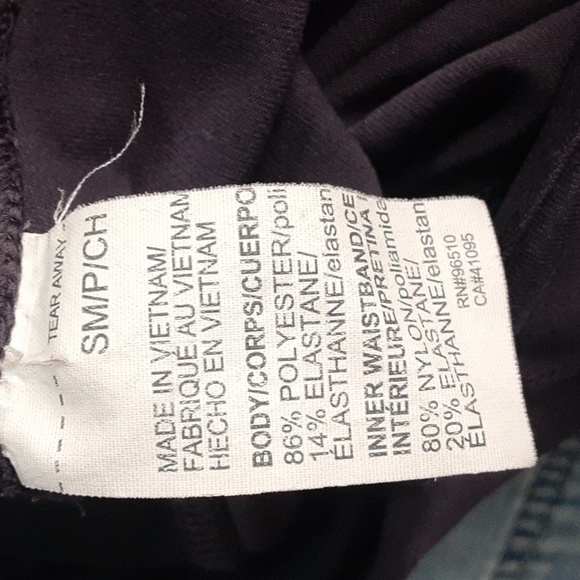 TEAR AWAY
SM/P/CH
MADE IN VIETNAM/
FABRIQUÉ AU VIETNAM
HECHO EN VIETNAM
BODY/CORPS/CUERPO
86% POLYESTER/poli
14% ELASTANE/
ÉLASTHANNE/elastan
INNER WAISTBAND/CE
INTÉRIEURE/PRETINA
80% NYLON/poliamida
20% ELASTANE/
ÉLASTHANNE/elastan
RN#96510
CA#41095